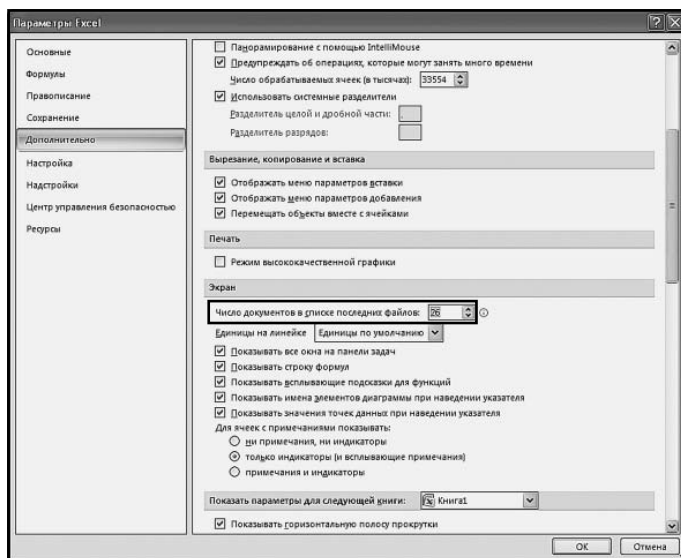 Параметры Excel
Основные
Формулы
Правописание
Сохранение
Дополнительно
Настройка
Надстройки
Центр управления безопасностью
Ресурсы
Панорамирование с помощью IntelliMouse
Предупреждать об операциях, которые могут занять много времени
Число обрабатываемых ячеек (в тысячах): 33554
Использовать системные разделители
Разделитель целой и дробной части: .
Разделитель разрядов:
Вырезание, копирование и вставка
Отображать меню параметров вставки
Отображать меню параметров добавления
Перемещать объекты вместе с ячейками
Печать
Режим высококачественной графики
Экран
Число документов в списке последних файлов: 26
Единицы на линейке Единицы по умолчанию
Показывать все окна на панели задач
Показывать строку формул
Показывать всплывающие подсказки для функций
Показывать имена элементов диаграммы при наведении указателя
Показывать значения точек данных при наведении указателя
Для ячеек с примечаниями показывать:
ни примечания, ни индикаторы
только индикаторы (и всплывающие примечания)
примечания и индикаторы
Показать параметры для следующей книги: Книга1
Показывать горизонтальную полосу прокрутки
ОК Отмена